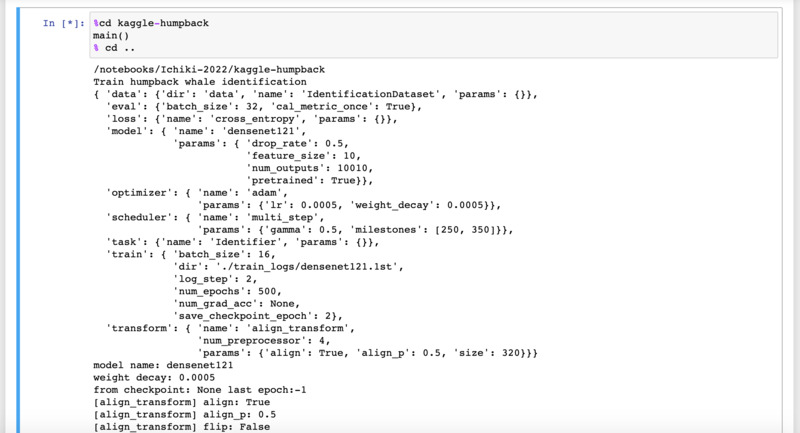 In [*]: %cd kaggle-humpback
main()
% cd ..
/notebooks/Ichiki-2022/kaggle-humpback
Train humpback whale identification
{ 'data': {'dir': 'data', 'name': 'IdentificationDataset', 'params': {}},
'eval': {'batch_size': 32, 'cal_metric_once': True},
'loss': {'name': 'cross_entropy', 'params': {}},
'model': { 'name': 'densenet121',
'params': { 'drop_rate': 0.5,
'feature_size': 10,
'num_outputs': 10010,
'pretrained': True}},
'optimizer': { 'name': 'adam',
'params': {'lr': 0.0005, 'weight_decay': 0.0005}},
'scheduler': { 'name': 'multi_step',
'params': {'gamma': 0.5, 'milestones': [250, 350]}},
'task': {'name': 'Identifier', 'params': {}},
'train': { 'batch_size': 16,
'dir': './train_logs/densenet121.1st',
'log_step': 2,
'num_epochs': 500,
'num_grad_acc': None,
'save_checkpoint_epoch': 2},
'transform': { 'name': 'align_transform',
'num_preprocessor': 4,
'params': {'align': True, 'align_p': 0.5, 'size': 320}}}
model name: densenet121
weight decay: 0.0005
from checkpoint: None last epoch:-1
[align_transform] align: True
[align_transform] align_p: 0.5
[align_transform] flip: False